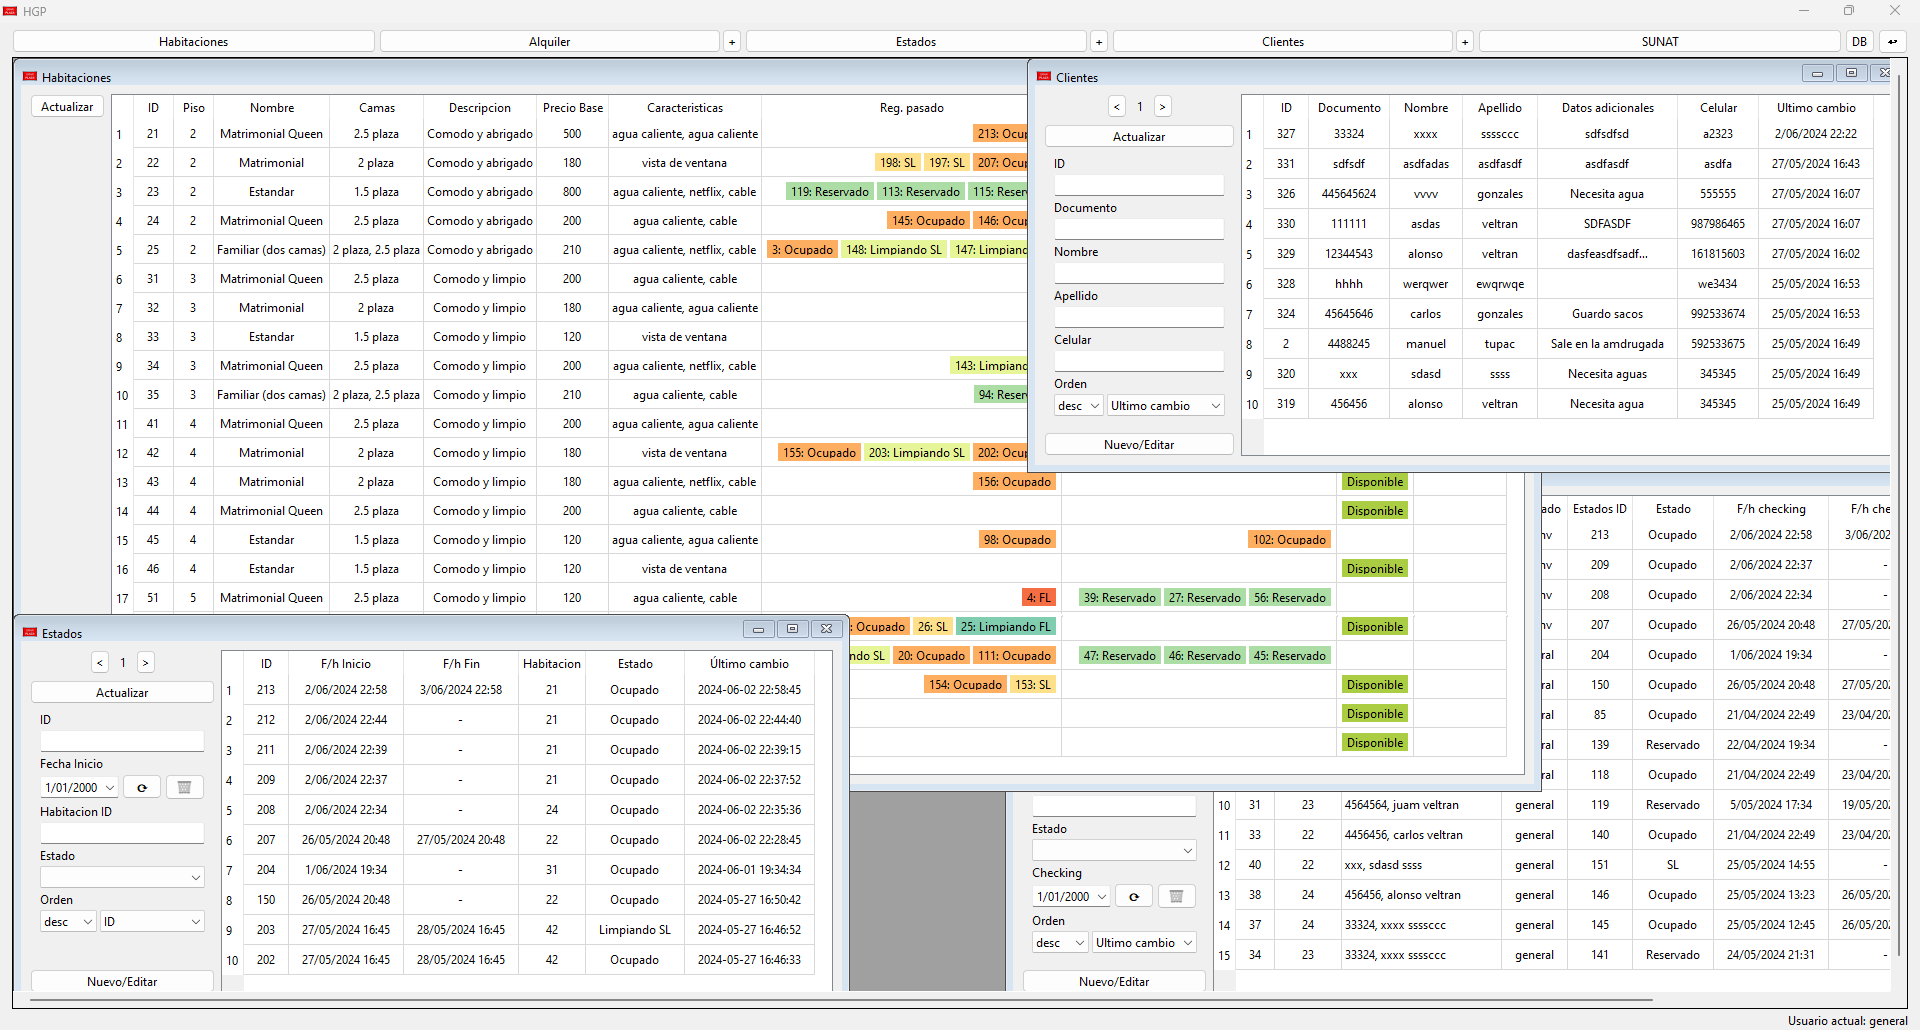 HGP
Habitaciones Alquiler + Estados + Clientes + SUNAT DB
Habitaciones
Actualizar
ID Piso Nombre Camas Descripcion Precio Base Caracteristicas Reg. pasado
1 21 2 Matrimonial Queen 2.5 plaza Comodo y abrigado 500 agua caliente, agua caliente 213: Ocup
2 22 2 Matrimonial 2 plaza Comodo y abrigado 180 vista de ventana 198: SL 197: SL 207: Ocup
3 23 2 Estandar 1.5 plaza Comodo y abrigado 800 agua caliente, netflix, cable 119: Reservado 113: Reservado 115: Reser
4 24 2 Matrimonial Queen 2.5 plaza Comodo y abrigado 200 agua caliente, cable 145: Ocupado 146: Ocup
5 25 2 Familiar (dos camas) 2 plaza, 2.5 plaza Comodo y abrigado 210 agua caliente, netflix, cable 3: Ocupado 148: Limpiando SL 147: Limpiand
6 31 3 Matrimonial Queen 2.5 plaza Comodo y limpio 200 agua caliente, cable
7 32 3 Matrimonial 2 plaza Comodo y limpio 180 agua caliente, agua caliente
8 33 3 Estandar 1.5 plaza Comodo y limpio 120 vista de ventana
9 34 3 Matrimonial Queen 2.5 plaza Comodo y limpio 200 agua caliente, netflix, cable 143: Limpiand
10 35 3 Familiar (dos camas) 2 plaza, 2.5 plaza Comodo y limpio 210 agua caliente, cable 94: Reser
11 41 4 Matrimonial Queen 2.5 plaza Comodo y limpio 200 agua caliente, agua caliente
12 42 4 Matrimonial 2 plaza Comodo y limpio 180 vista de ventana 155: Ocupado 203: Limpiando SL 202: Ocup
13 43 4 Matrimonial 2 plaza Comodo y limpio 180 agua caliente, netflix, cable 156: Ocupado Disponible
14 44 4 Matrimonial Queen 2.5 plaza Comodo y limpio 200 agua caliente, cable Disponible
15 45 4 Estandar 1.5 plaza Comodo y limpio 120 agua caliente, agua caliente 98: Ocupado 102: Ocupado
16 46 4 Estandar 1.5 plaza Comodo y limpio 120 vista de ventana Disponible
17 51 5 Matrimonial Queen 2.5 plaza Comodo y limpio 120 agua caliente, cable 4: FL 39: Reservado 27: Reservado 56: Reservado
: Ocupado 26: SL 25: Limpiando FL Disponible
ndo SL 20: Ocupado 111: Ocupado 47: Reservado 46: Reservado 45: Reservado
154: Ocupado 153: SL Disponible
Disponible
Disponible
Clientes
< 1 >
Actualizar
ID
Documento
Nombre
Apellido
Celular
Orden
desc Ultimo cambio
Nuevo/Editar
ID Documento Nombre Apellido Datos adicionales Celular Ultimo cambio
1 327 33324 xxxx ssssccc sdfsdfsd a2323 2/06/2024 22:22
2 331 sdfsdf asdfadas asdfasdf asdfasdf asdfa 27/05/2024 16:43
3 326 445645624 vvvv gonzales Necesita agua 555555 27/05/2024 16:07
4 330 111111 asdas veltran SDFASDF 987986465 27/05/2024 16:07
5 329 12344543 alonso veltran dasfeasdfsadf... 161815603 27/05/2024 16:02
6 328 hhhh werqwer ewqrwqe we3434 25/05/2024 16:53
7 324 45645646 carlos gonzales Guardo sacos 992533674 25/05/2024 16:53
8 2 4488245 manuel tupac Sale en la amdrugada 592533675 25/05/2024 16:49
9 320 xxx sdasd ssss Necesita aguas 345345 25/05/2024 16:49
10 319 456456 alonso veltran Necesita agua 345345 25/05/2024 16:49
Estados
< 1 >
Actualizar
ID
Fecha Inicio
1/01/2000
Habitacion ID
Estado
Orden
desc ID
Nuevo/Editar
ID F/h Inicio F/h Fin Habitacion Estado Último cambio
1 213 2/06/2024 22:58 3/06/2024 22:58 21 Ocupado 2024-06-02 22:58:45
2 212 2/06/2024 22:44 - 21 Ocupado 2024-06-02 22:44:40
3 211 2/06/2024 22:39 - 21 Ocupado 2024-06-02 22:39:15
4 209 2/06/2024 22:37 - 21 Ocupado 2024-06-02 22:37:52
5 208 2/06/2024 22:34 - 24 Ocupado 2024-06-02 22:35:36
6 207 26/05/2024 20:48 27/05/2024 20:48 22 Ocupado 2024-06-02 22:28:45
7 204 1/06/2024 19:34 - 31 Ocupado 2024-06-01 19:34:34
8 150 26/05/2024 20:48 - 22 Ocupado 2024-05-27 16:50:42
9 203 27/05/2024 16:45 28/05/2024 16:45 42 Limpiando SL 2024-05-27 16:46:52
10 202 27/05/2024 16:45 28/05/2024 16:45 42 Ocupado 2024-05-27 16:46:33
ado Estados ID Estado F/h checking F/h che
nv 213 Ocupado 2/06/2024 22:58 3/06/202
nv 209 Ocupado 2/06/2024 22:37 -
nv 208 Ocupado 2/06/2024 22:34 -
nv 207 Ocupado 26/05/2024 20:48 27/05/202
ral 204 Ocupado 1/06/2024 19:34 -
ral 150 Ocupado 26/05/2024 20:48 27/05/202
ral 85 Ocupado 21/04/2024 22:49 23/04/202
ral 139 Reservado 22/04/2024 19:34 -
ral 118 Ocupado 21/04/2024 22:49 23/04/202
10 31 23 4564564, juam veltran general 119 Reservado 5/05/2024 17:34 19/05/202
11 33 22 4456456, carlos veltran general 140 Ocupado 21/04/2024 22:49 23/04/202
12 40 22 xxx, sdasd ssss general 151 SL 25/05/2024 14:55 -
13 38 24 456456, alonso veltran general 146 Ocupado 25/05/2024 13:23 26/05/202
14 37 24 33324, xxxx ssssccc general 145 Ocupado 25/05/2024 12:45 26/05/202
15 34 23 33324, xxxx ssssccc general 141 Reservado 24/05/2024 21:31 -
Estado
Checking
1/01/2000
Orden
desc Ultimo cambio
Nuevo/Editar
Usuario actual: general